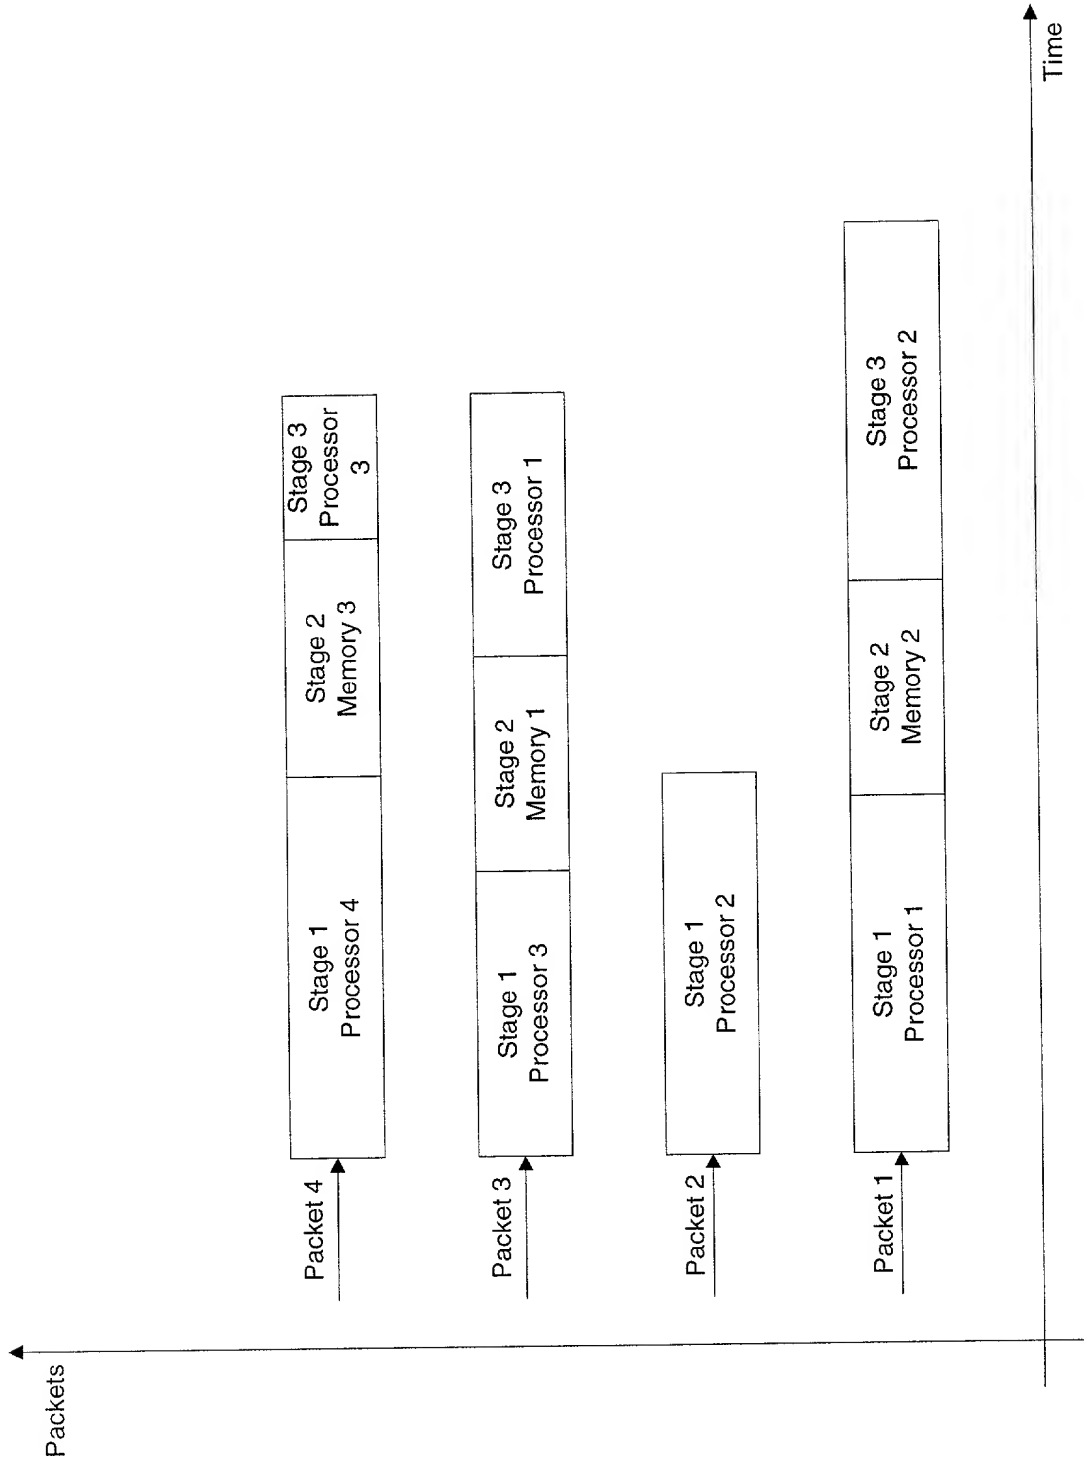 Packets
Packet 4
Stage 1
Processor 4
Stage 2
Memory 3
Stage 3
Processor
3
Packet 3
Stage 1
Processor 3
Stage 2
Memory 1
Stage 3
Processor 1
Packet 2
Stage 1
Processor 2
Packet 1
Stage 1
Processor 1
Stage 2
Memory 2
Stage 3
Processor 2
Time